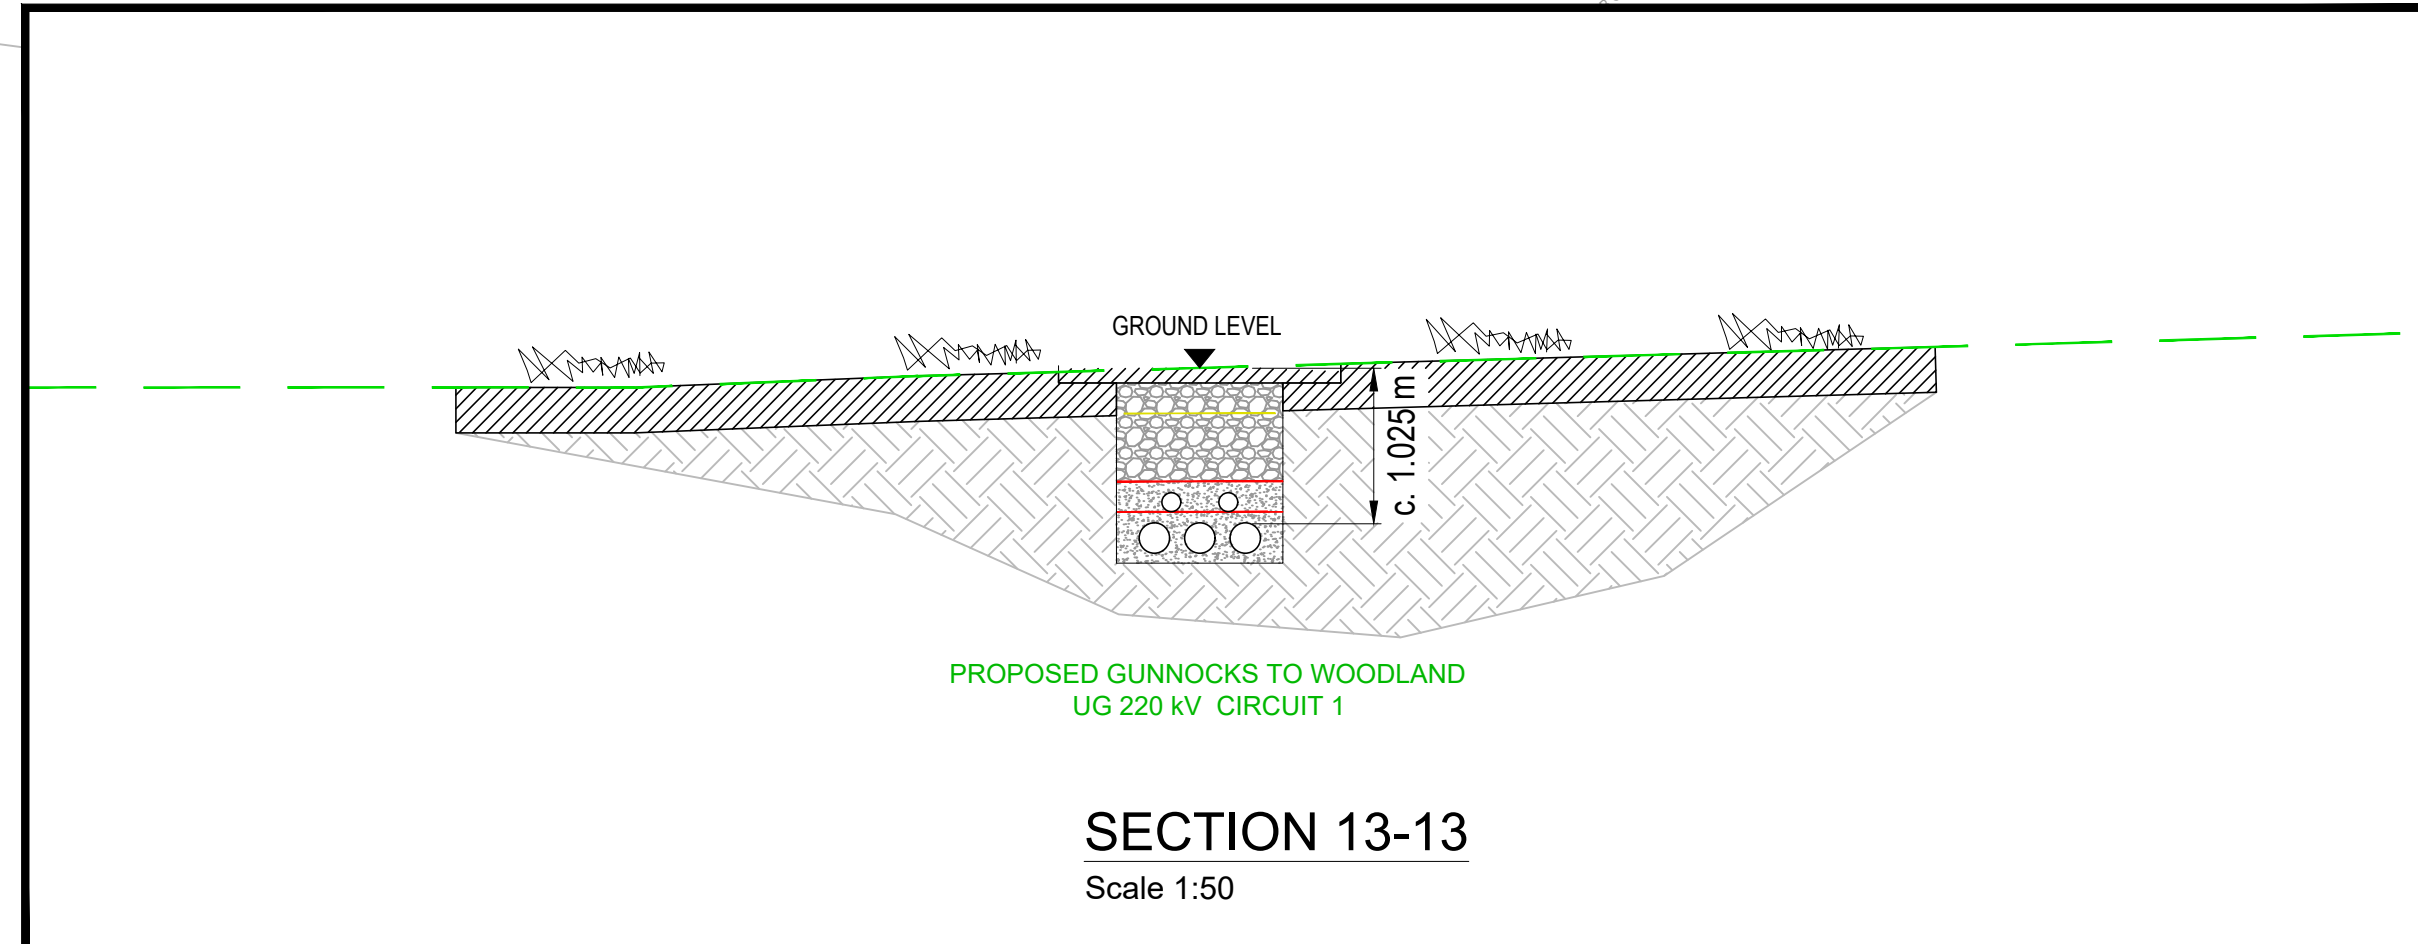 GROUND LEVEL
c. 1.025 m
PROPOSED GUNNOCKS TO WOODLAND
UG 220 kV CIRCUIT 1
SECTION 13-13
Scale 1:50